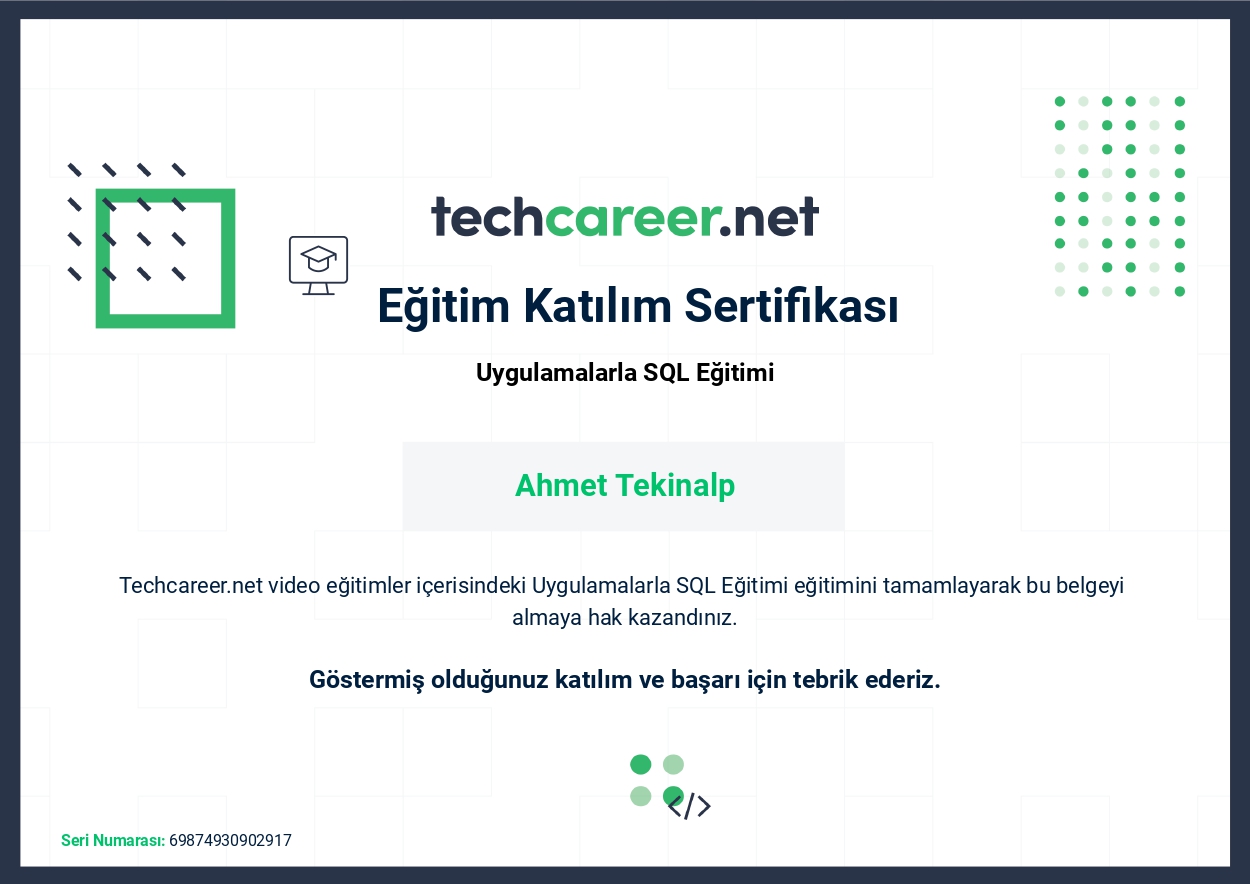 techcareer.net
Eğitim Katılım Sertifikası
Uygulamalarla SQL Eğitimi
Ahmet Tekinalp
Techcareer.net video eğitimler içerisindeki Uygulamalarla SQL Eğitimi eğitimini tamamlayarak bu belgeyi
almaya hak kazandınız.
Göstermiş olduğunuz katılım ve başarı için tebrik ederiz.
</>
Seri Numarası: 69874930902917